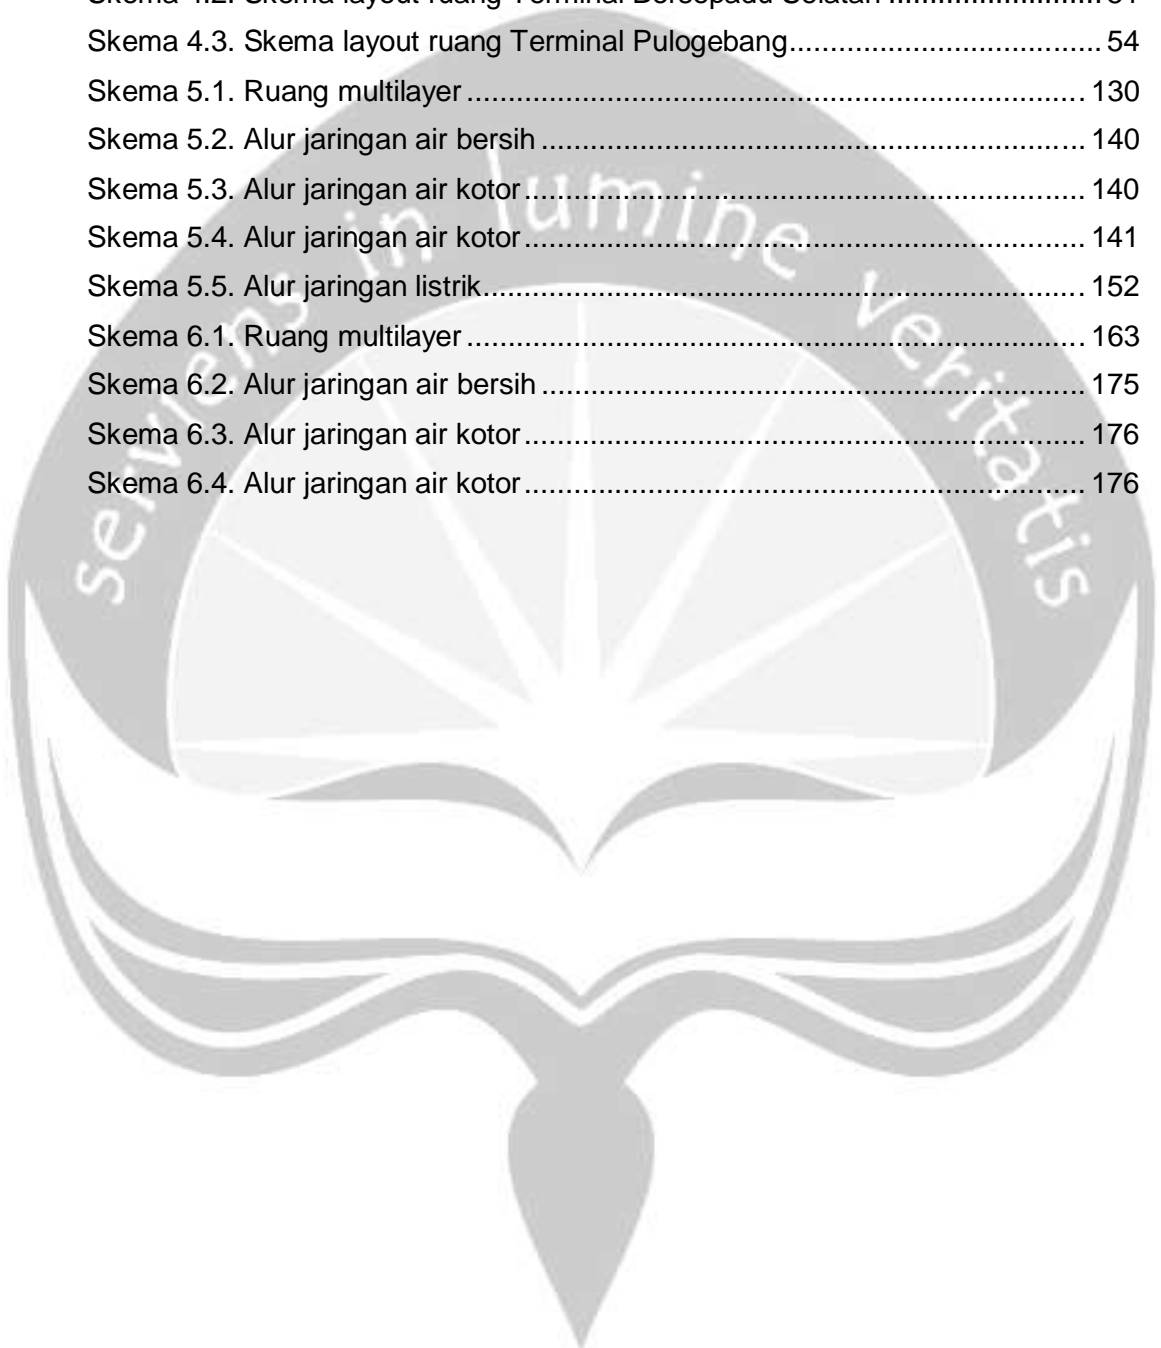 Skema 4.3. Skema layout ruang Terminal Pulogebang...................................... 54
Skema 5.1. Ruang multilayer........................................................................... 130
Skema 5.2. Alur jaringan air bersih.................................................................. 140
Skema 5.3. Alur jaringan air kotor.................................................................... 140
Skema 5.4. Alur jaringan air kotor.................................................................... 141
Skema 5.5. Alur jaringan listrik......................................................................... 152
Skema 6.1. Ruang multilayer........................................................................... 163
Skema 6.2. Alur jaringan air bersih.................................................................. 175
Skema 6.3. Alur jaringan air kotor.................................................................... 176
Skema 6.4. Alur jaringan air kotor.................................................................... 176
serviens in lumine veritatis